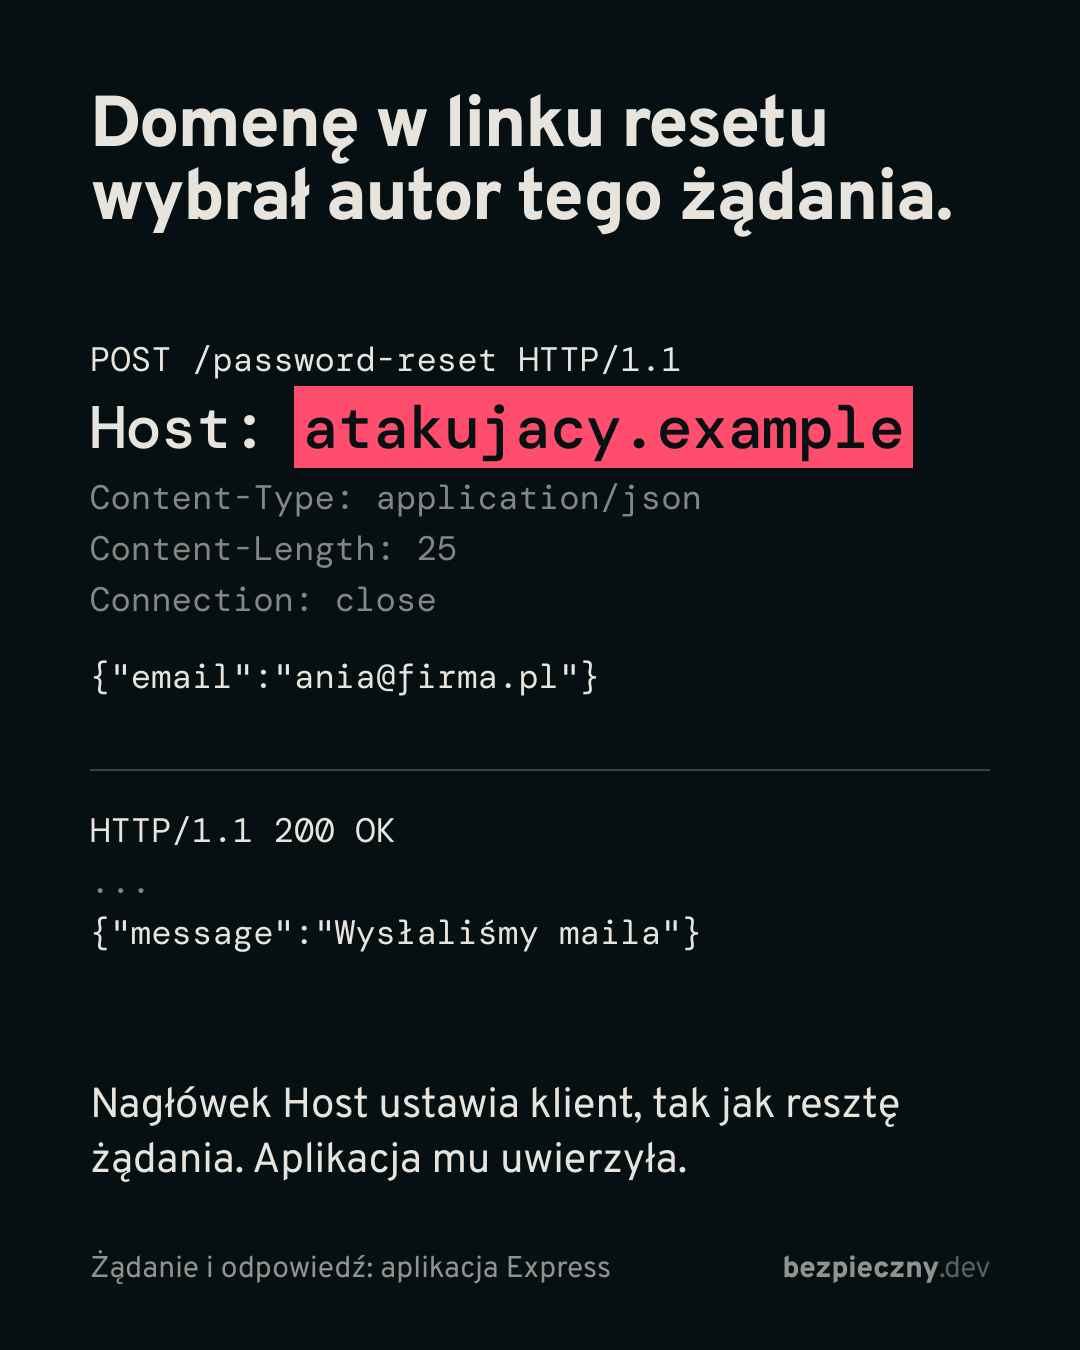 Domenę w linku resetu
wybrał autor tego żądania.
POST /password-reset HTTP/1.1
Host: atakujacy.example
Content-Type: application/json
Content-Length: 25
Connection: close
{"email":"ania@firma.pl"}
HTTP/1.1 200 OK
...
{"message":"Wysłaliśmy maila"}
Nagłówek Host ustawia klient, tak jak resztę
żądania. Aplikacja mu uwierzyła.
Żądanie i odpowiedź: aplikacja Express
bezpieczny.dev